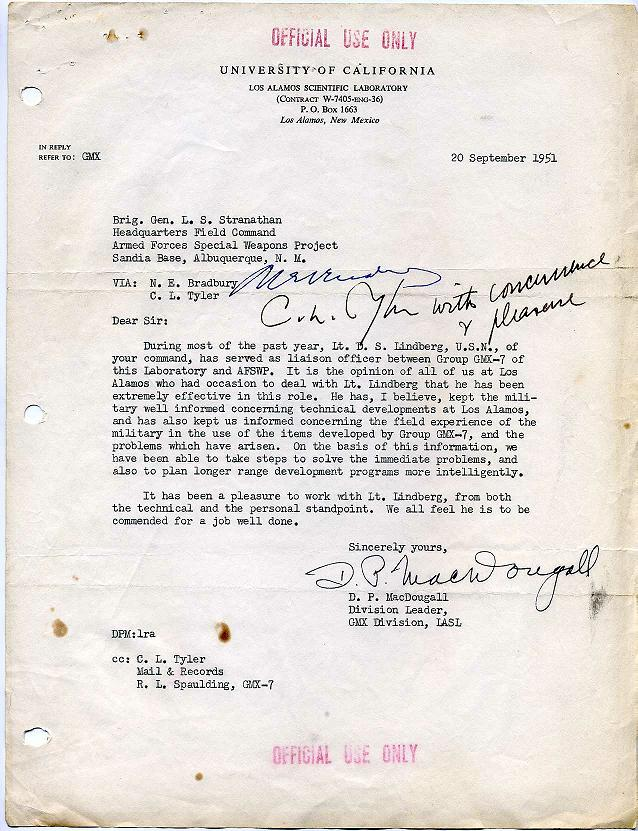 OFFICIAL USE ONLY
UNIVERSITY OF CALIFORNIA
LOS ALAMOS SCIENTIFIC LABORATORY
(CONTRACT W-7405-ENG-36)
P. O. BOX 1663
Los Alamos, New Mexico
IN REPLY
REFER TO: GMX
20 September 1951
Brig. Gen. L. S. Stranathan
Headquarters Field Command
Armed Forces Special Weapons Project
Sandia Base, Albuquerque, N. M.
VIA: N. E. Bradbury
C. L. Tyler
C. L. Tyler with concurrence
& pleasure
Dear Sir:
During most of the past year, Lt. D. S. Lindberg, U.S.N., of
your command, has served as liaison officer between Group GMX-7 of
this Laboratory and AFSWP. It is the opinion of all of us at Los
Alamos who had occasion to deal with Lt. Lindberg that he has been
extremely effective in this role. He has, I believe, kept the mili-
tary well informed concerning technical developments at Los Alamos,
and has also kept us informed concerning the field experience of the
military in the use of the items developed by Group GMX-7, and the
problems which have arisen. On the basis of this information, we
have been able to take steps to solve the immediate problems, and
also to plan longer range development programs more intelligently.
It has been a pleasure to work with Lt. Lindberg, from both
the technical and the personal standpoint. We all feel he is to be
commended for a job well done.
Sincerely yours,
D. P. MacDougall
D. P. MacDougall
Division Leader,
GMX Division, LASL
DPM:lra
cc: C. L. Tyler
Mail & Records
R. L. Spaulding, GMX-7
OFFICIAL USE ONLY